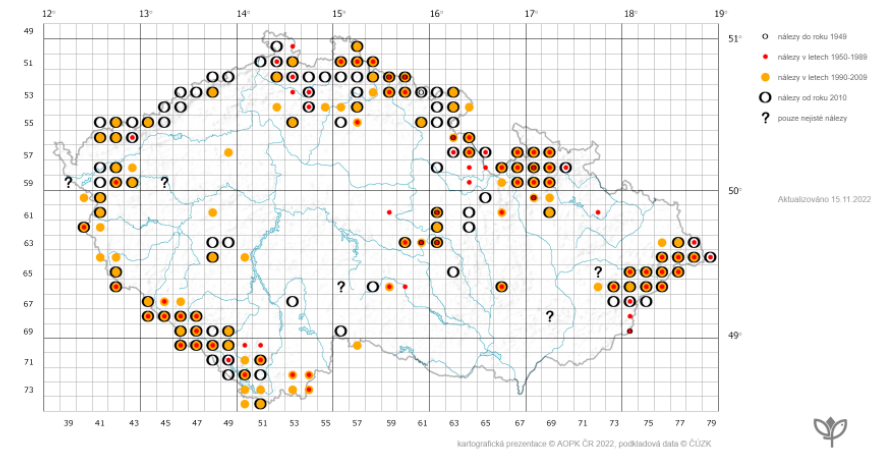 12° 13° 14° 15° 16° 17° 18° 19°
49
51° nálezy do roku 1949
51 nálezy v letech 1950-1989
nálezy v letech 1990-2009
53 nálezy od roku 2010
55 ? pouze nejisté nálezy
57
59 ? ? 50°
Aktualizováno 15.11.2022
61
63
65 ?
?
67
?
69 49°
71
73
39 41 43 45 47 49 51 53 55 57 59 61 63 65 67 69 71 73 75 77 79
kartografická prezentace © AOPK ČR 2022, podkladová data © ČÚZK